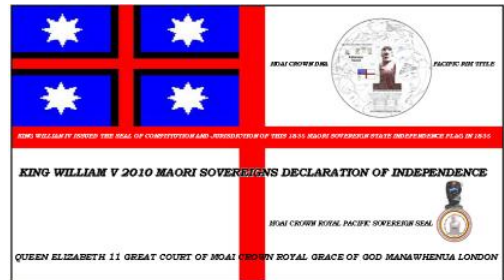 MOAI CROWN DNA PACIFIC RIM TITLE
KING WILLIAM IV ISSUED THE SEAL OF CONSTITUTION AND JURISDICTION OF THIS 1835 MAORI SOVEREIGN STATE INDEPENDENCE FLAG IN 1835
KING WILLIAM V 2010 MAORI SOVEREIGNS DECLARATION OF INDEPENDENCE
MOAI CROWN ROYAL PACIFIC SOVEREIGN SEAL
QUEEN ELIZABETH 11 GREAT COURT OF MOAI CROWN ROYAL GRACE OF GOD MANAWHENUA LONDON